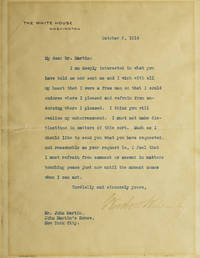 THE WHITE HOUSE
WASHINGTON
October 2, 1916
My dear Mr. Martin:
I am deeply interested in what you
have told me and sent me and I wish with all
my heart that I were a free man so that I could
endorse where I pleased and refrain from en-
dorsing where I pleased. I think you will
realize my embarrassment. I must not make dis-
tinctions in matters of this sort. Much as I
should like to send you what you have requested,
and reasonable as your request is, I feel that
I must refrain from comment or assent in matters
touching peace just now until the moment comes
when I can act.
Cordially and sincerely yours,
Woodrow Wilson
Mr. John Martin,
John Martin's House,
New York City.